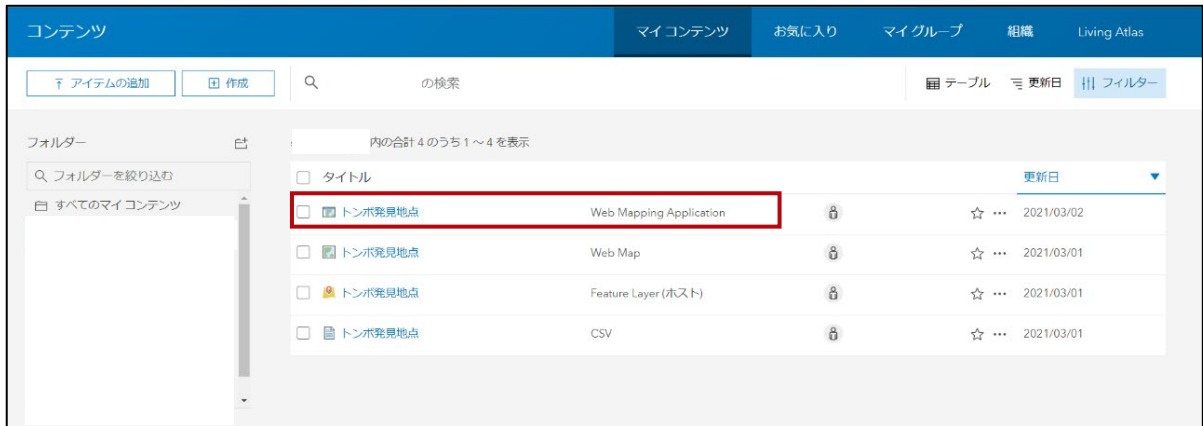 コンテンツ マイ コンテンツ お気に入り マイ グループ 組織 Living Atlas
アイテムの追加 作成 の検索 テーブル 更新日 フィルター
フォルダー 内の合計 4 のうち 1 ～ 4 を表示
フォルダーを絞り込む タイトル 更新日
すべてのマイ コンテンツ トンボ発見地点 Web Mapping Application 2021/03/02
トンボ発見地点 Web Map 2021/03/01
トンボ発見地点 Feature Layer (ホスト) 2021/03/01
トンボ発見地点 CSV 2021/03/01